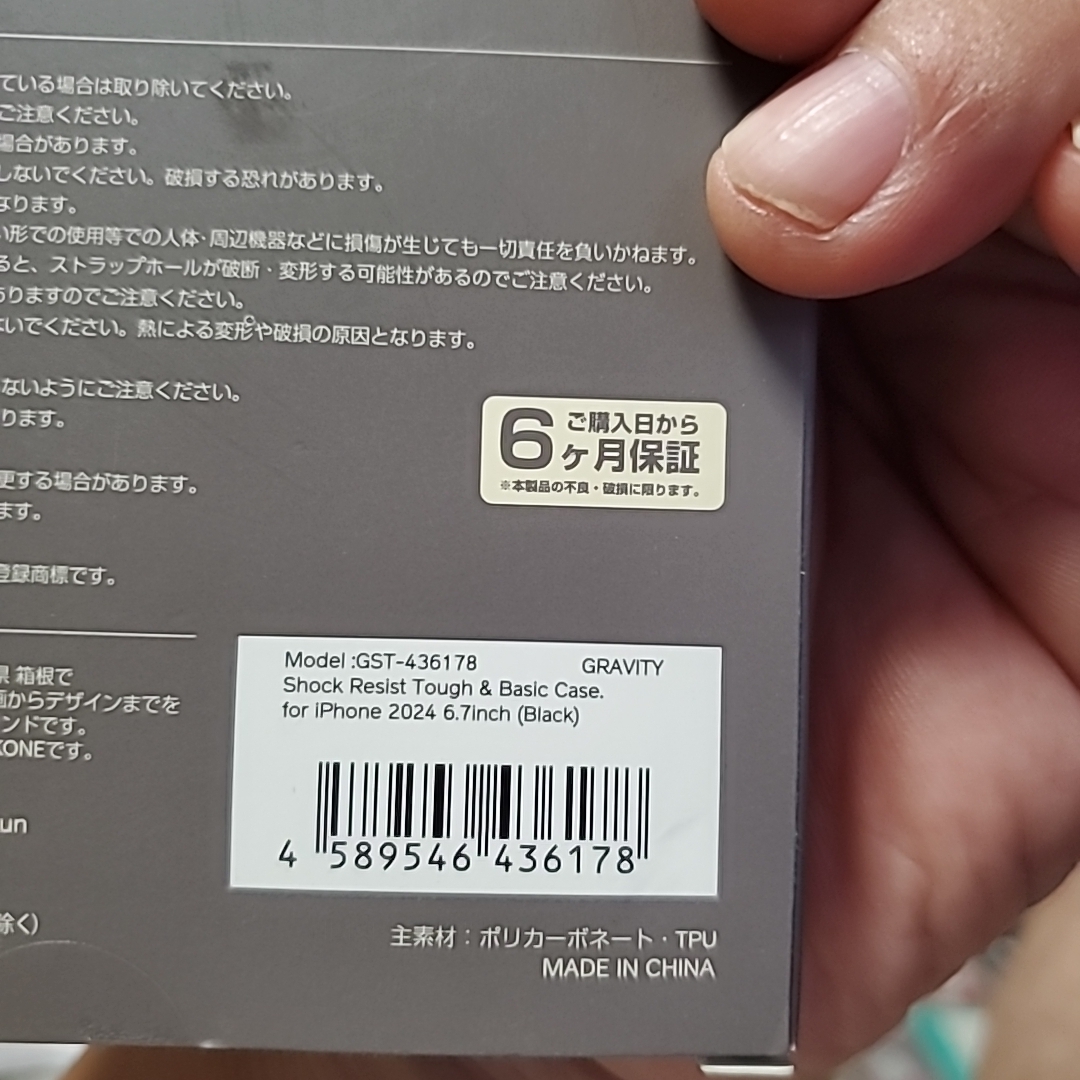 ている場合は取り除いてください。
ご注意ください。
場合があります。
しないでください。破損する恐れがあります。
なります。
い形での使用等での人体・周辺機器などに損傷が生じても一切責任を負いかねます。
ると、ストラップホールが破断・変形する可能性があるのでご注意ください。
ありますのでご注意ください。
ないでください。熱による変形や破損の原因となります。
ないようにご注意ください。
ります。
更する場合があります。
ます。
登録商標です。
6
ご購入日から
ヶ月保証
※本製品の不良・破損に限ります。
県 箱根で
画からデザインまでを
ンドです。
KONEです。
un
除く)
Model :GST-436178 GRAVITY
Shock Resist Tough & Basic Case.
for iPhone 2024 6.7inch (Black)
4 589546 436178
主素材：ポリカーボネート・TPU
MADE IN CHINA